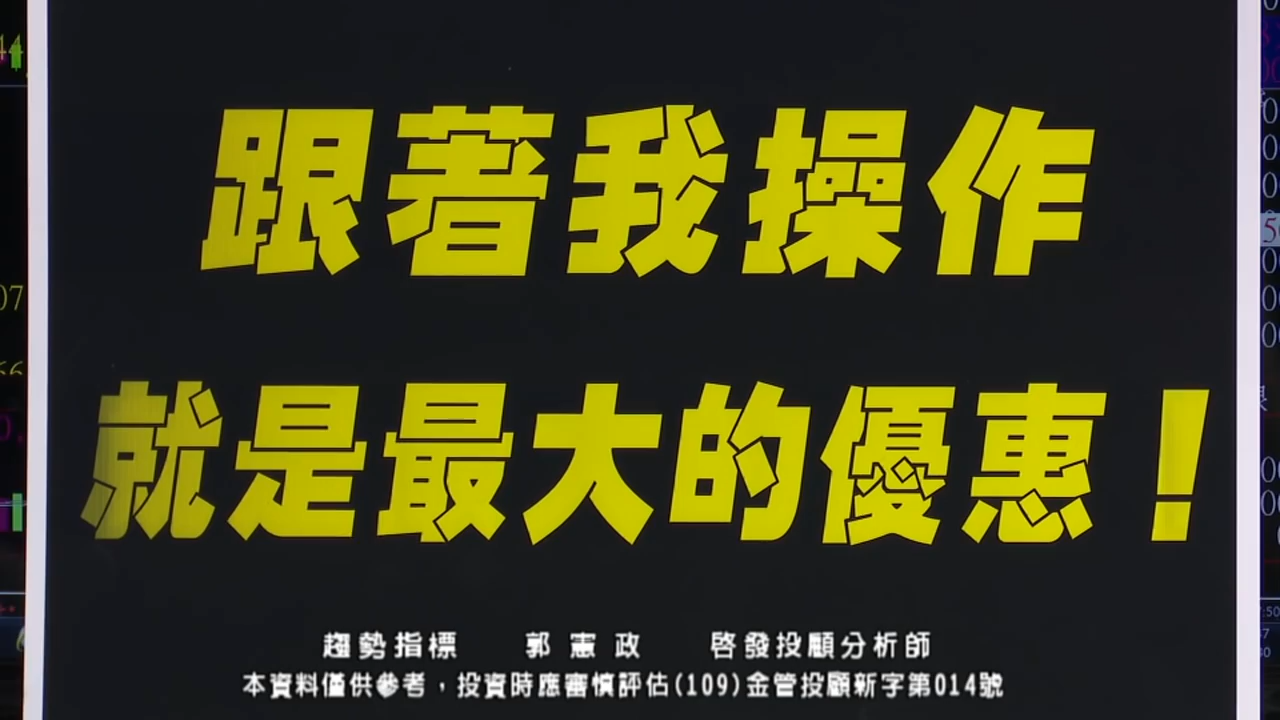 跟著我操作
就是最大的優惠！
趨勢指標 郭憲政 啓發投顧分析師
本資料僅供參考，投資時應審慎評估(109)金管投顧新字第014號